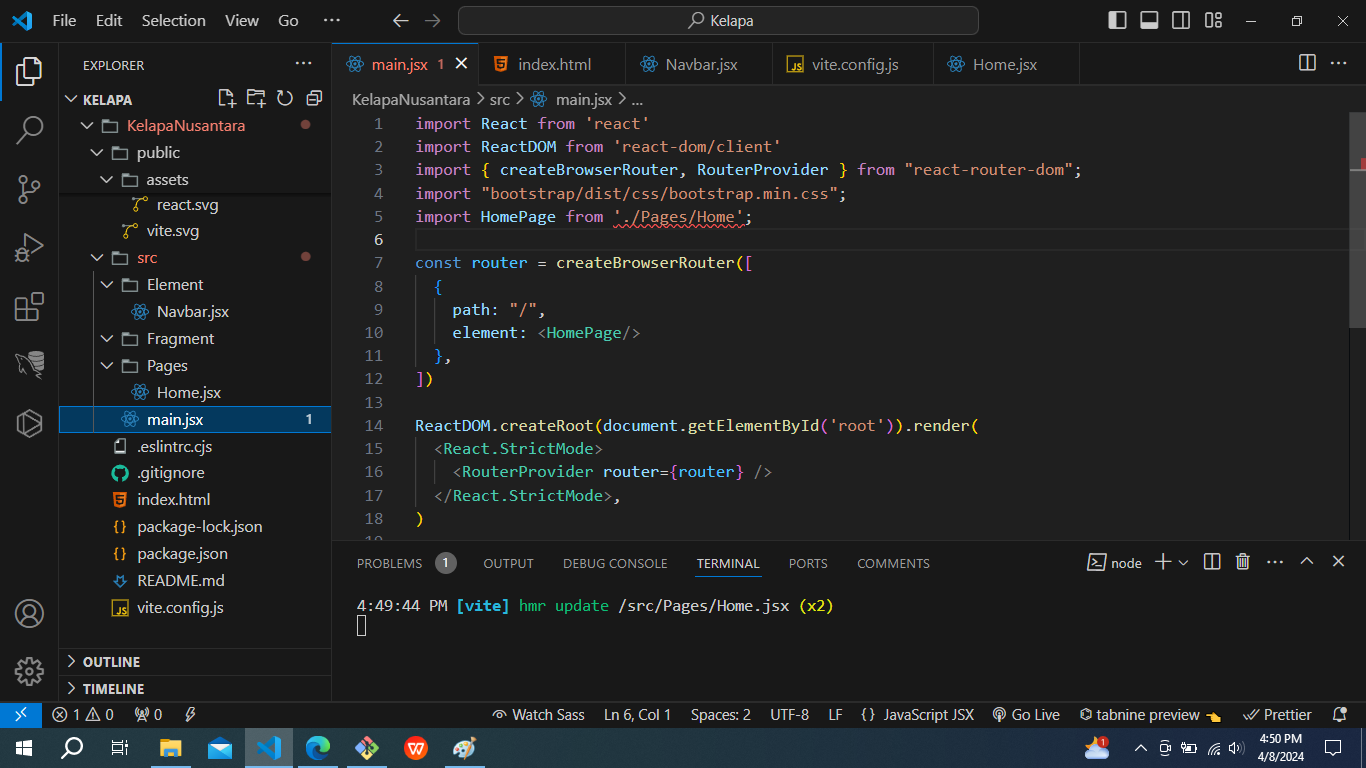 File Edit Selection View Go ··· Kelapa
EXPLORER ···
KELAPA
KelapaNusantara
public
assets
react.svg
vite.svg
src
Element
Navbar.jsx
Fragment
Pages
Home.jsx
main.jsx 1
.eslintrc.cjs
.gitignore
index.html
package-lock.json
package.json
README.md
vite.config.js
OUTLINE
TIMELINE
main.jsx 1 index.html Navbar.jsx vite.config.js Home.jsx
KelapaNusantara > src > main.jsx > ...
1 import React from 'react'
2 import ReactDOM from 'react-dom/client'
3 import { createBrowserRouter, RouterProvider } from "react-router-dom";
4 import "bootstrap/dist/css/bootstrap.min.css";
5 import HomePage from './Pages/Home';
6
7 const router = createBrowserRouter([
8 {
9 path: "/",
10 element: <HomePage/>
11 },
12 ])
13
14 ReactDOM.createRoot(document.getElementById('root')).render(
15 <React.StrictMode>
16 <RouterProvider router={router} />
17 </React.StrictMode>,
18 )
PROBLEMS 1 OUTPUT DEBUG CONSOLE TERMINAL PORTS COMMENTS node
4:49:44 PM [vite] hmr update /src/Pages/Home.jsx (x2)
1 0 0 Watch Sass Ln 6, Col 1 Spaces: 2 UTF-8 LF {} JavaScript JSX Go Live tabnine preview Prettier
1 4:50 PM
4/8/2024